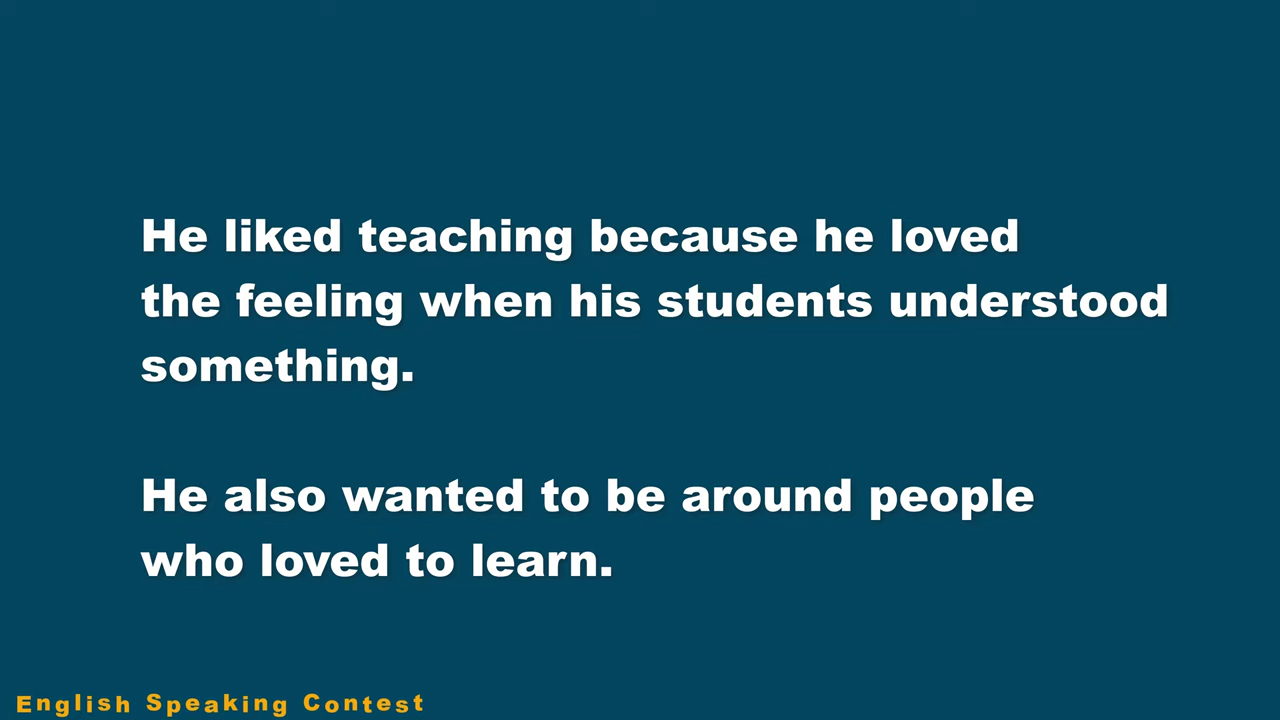 He liked teaching because he loved
the feeling when his students understood
something.
He also wanted to be around people
who loved to learn.
English Speaking Contest